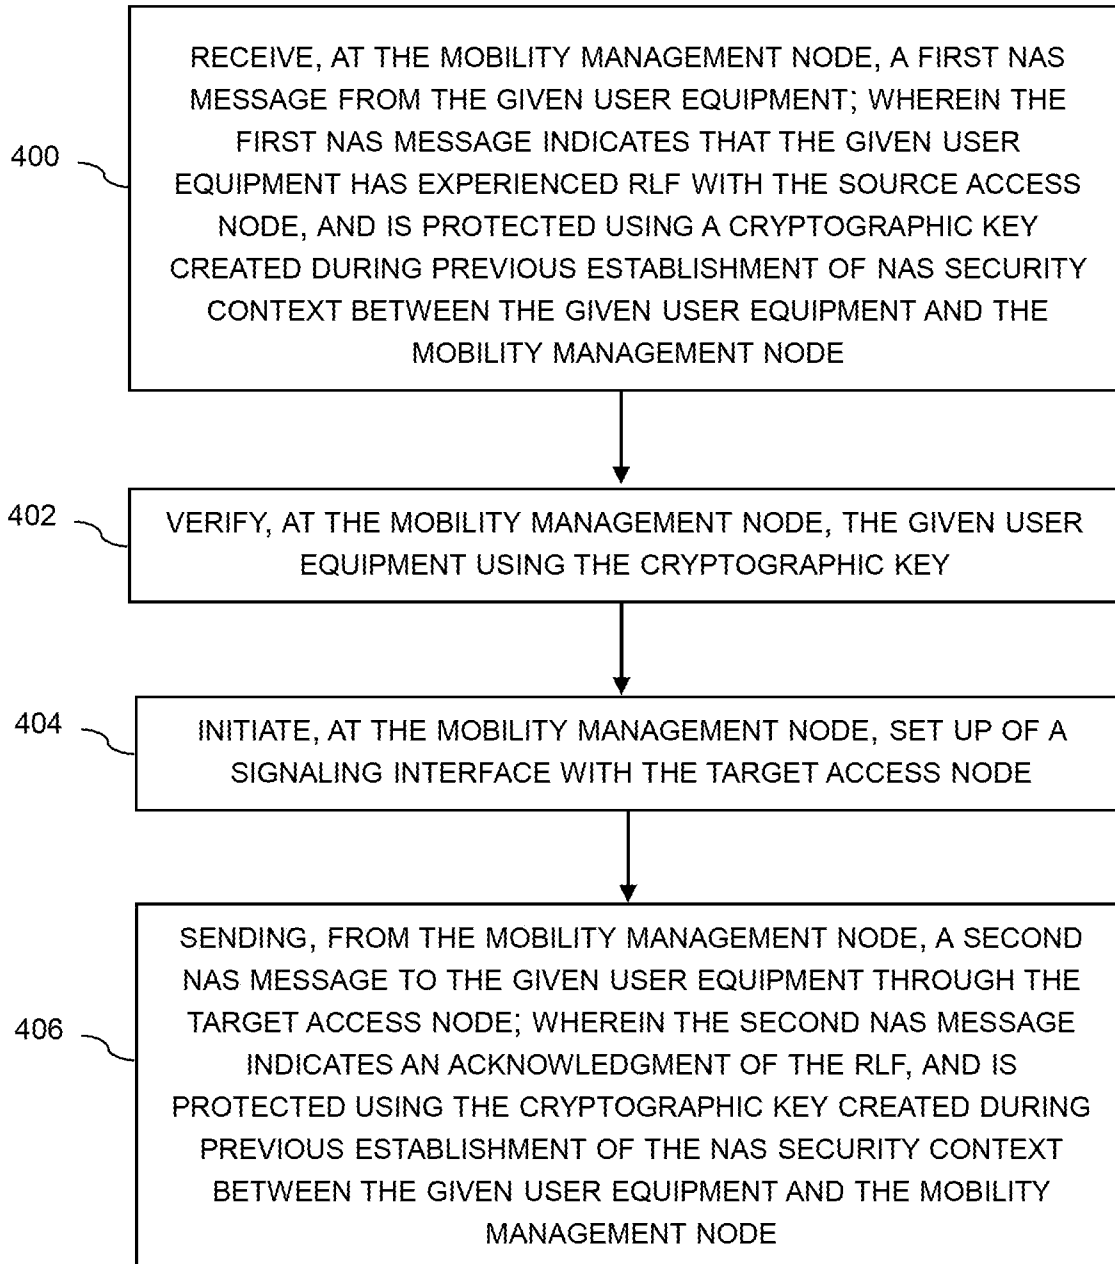 RECEIVE, AT THE MOBILITY MANAGEMENT NODE, A FIRST NAS
MESSAGE FROM THE GIVEN USER EQUIPMENT; WHEREIN THE
FIRST NAS MESSAGE INDICATES THAT THE GIVEN USER
EQUIPMENT HAS EXPERIENCED RLF WITH THE SOURCE ACCESS
NODE, AND IS PROTECTED USING A CRYPTOGRAPHIC KEY
CREATED DURING PREVIOUS ESTABLISHMENT OF NAS SECURITY
CONTEXT BETWEEN THE GIVEN USER EQUIPMENT AND THE
MOBILITY MANAGEMENT NODE
400
VERIFY, AT THE MOBILITY MANAGEMENT NODE, THE GIVEN USER
EQUIPMENT USING THE CRYPTOGRAPHIC KEY
402
INITIATE, AT THE MOBILITY MANAGEMENT NODE, SET UP OF A
SIGNALING INTERFACE WITH THE TARGET ACCESS NODE
404
SENDING, FROM THE MOBILITY MANAGEMENT NODE, A SECOND
NAS MESSAGE TO THE GIVEN USER EQUIPMENT THROUGH THE
TARGET ACCESS NODE; WHEREIN THE SECOND NAS MESSAGE
INDICATES AN ACKNOWLEDGMENT OF THE RLF, AND IS
PROTECTED USING THE CRYPTOGRAPHIC KEY CREATED DURING
PREVIOUS ESTABLISHMENT OF THE NAS SECURITY CONTEXT
BETWEEN THE GIVEN USER EQUIPMENT AND THE MOBILITY
MANAGEMENT NODE
406